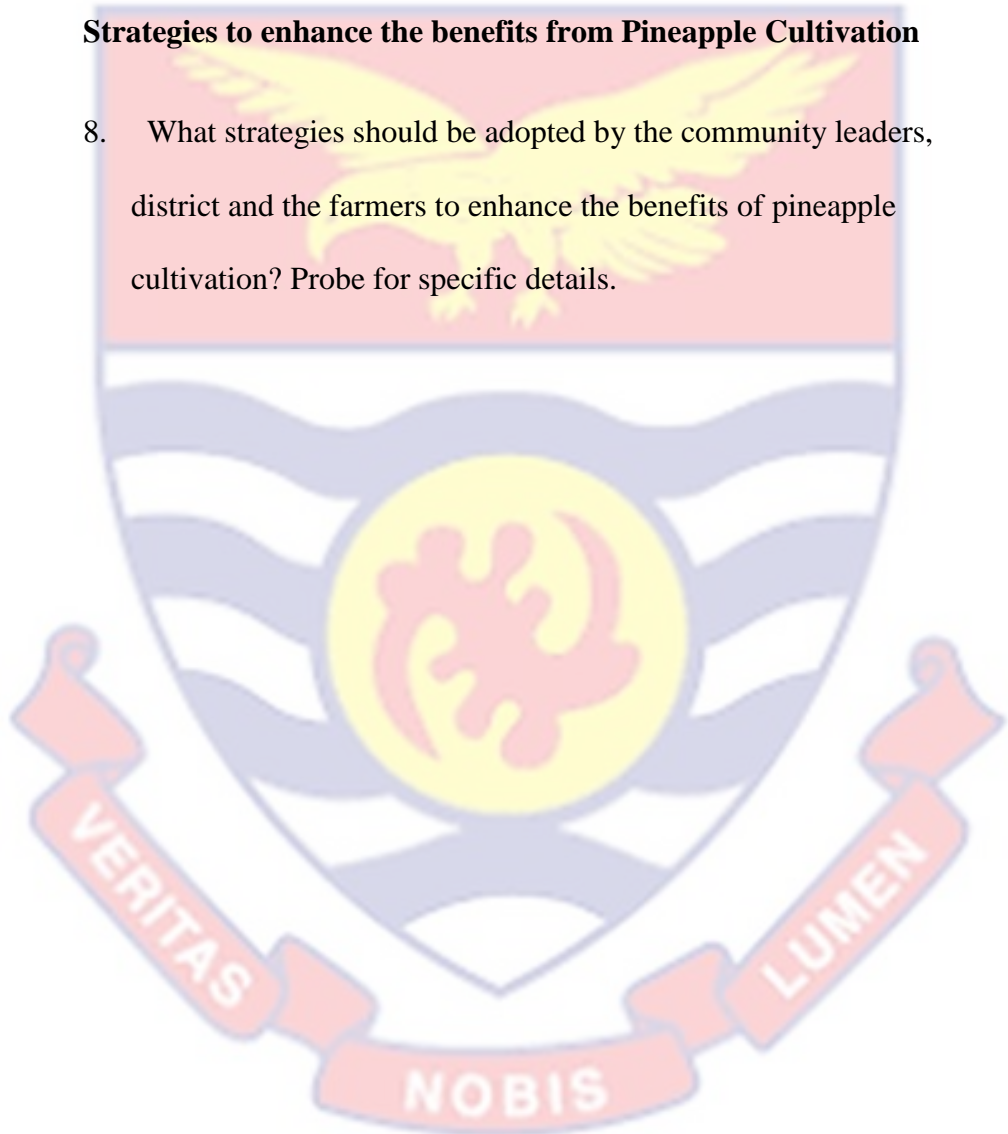 Strategies to enhance the benefits from Pineapple Cultivation
8. What strategies should be adopted by the community leaders,
district and the farmers to enhance the benefits of pineapple
cultivation? Probe for specific details.
VERITAS
NOBIS
LUMEN